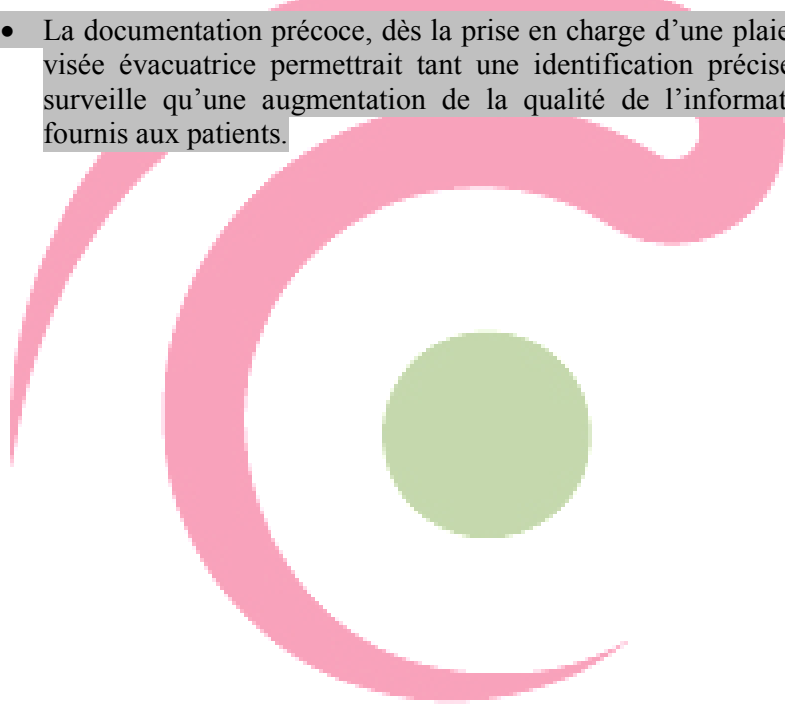 • La documentation précoce, dès la prise en charge d’une plaie
visée évacuatrice permettrait tant une identification précise
surveille qu’une augmentation de la qualité de l’informat
fournis aux patients.